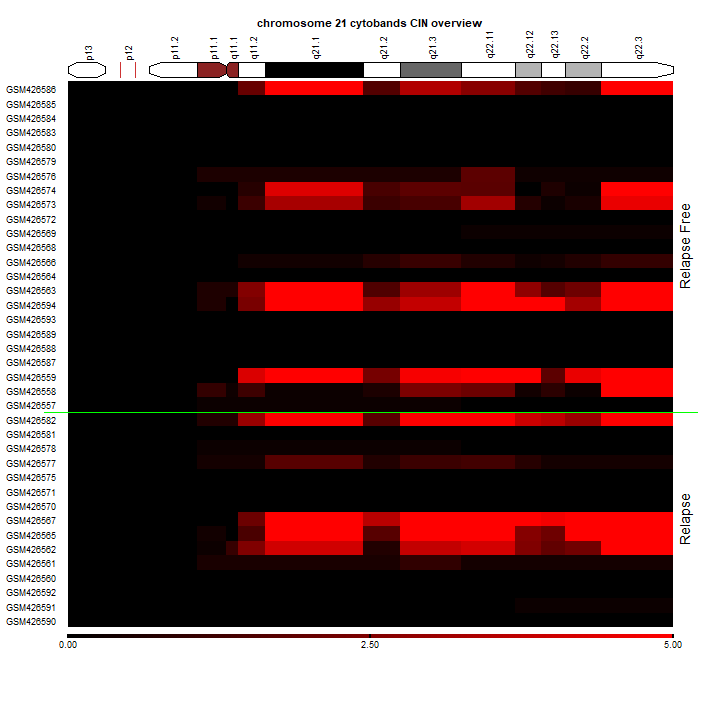 chromosome 21 cytobands CIN overview
p13
p12
p11.2
p11.1
q11.1
q11.2
q21.1
q21.2
q21.3
q22.11
q22.12
q22.13
q22.2
q22.3
GSM426586
GSM426585
GSM426584
GSM426583
GSM426580
GSM426579
GSM426576
GSM426574
GSM426573
GSM426572
GSM426569
GSM426568
GSM426566
GSM426564
GSM426563
GSM426594
GSM426593
GSM426589
GSM426588
GSM426587
GSM426559
GSM426558
GSM426557
Relapse Free
GSM426582
GSM426581
GSM426578
GSM426577
GSM426575
GSM426571
GSM426570
GSM426567
GSM426565
GSM426562
GSM426561
GSM426560
GSM426592
GSM426591
GSM426590
Relapse
0.00 2.50 5.00